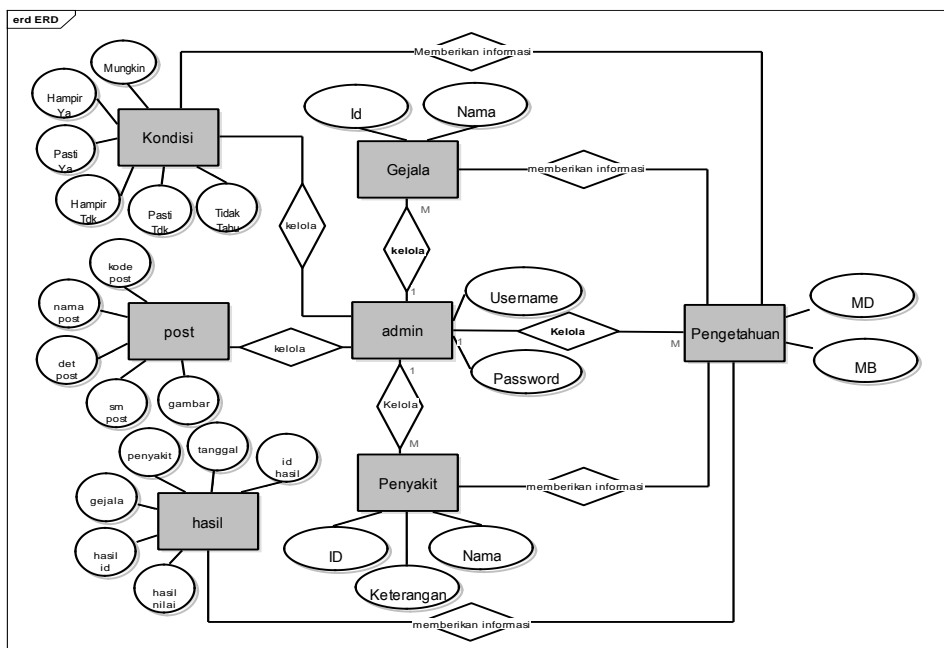 erd ERD
Memberikan informasi
Mungkin
Hampir
Ya
Kondisi
Pasti
Ya
Hampir
Tdk
Pasti
Tdk
Tidak
Tahu
Id
Nama
Gejala
memberikan informasi
M
kelola
kelola
1
kode
post
nama
post
post
det
post
sm
post
gambar
kelola
admin
Username
1
Password
Kelola
M
Pengetahuan
MD
MB
1
Kelola
M
Penyakit
memberikan informasi
ID
Keterangan
Nama
penyakit
tanggal
id
hasil
gejala
hasil
hasil
id
hasil
nilai
memberikan informasi